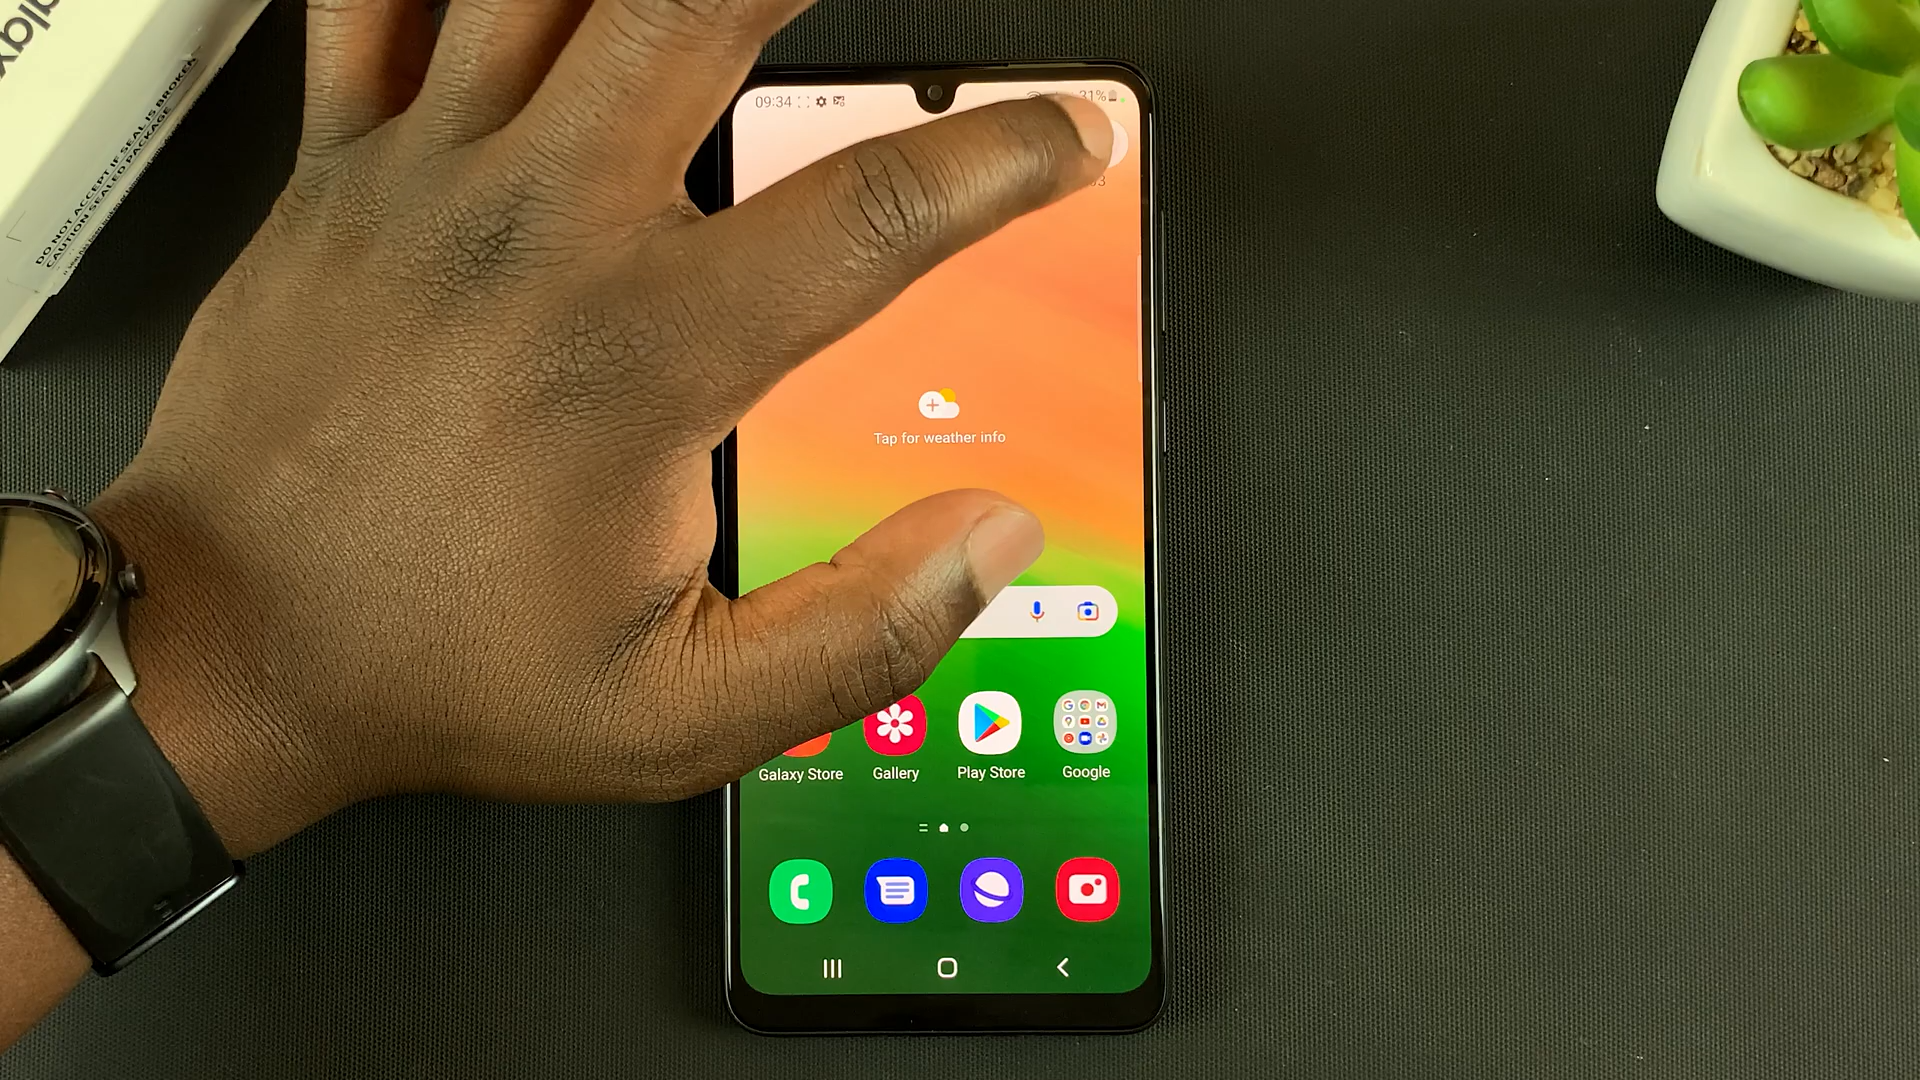 DO NOT ACCEPT IF SEAL IS BROKEN
CAUTION SEALED PACKAGE
09:34
31%
Tap for weather info
Galaxy Store
Gallery
Play Store
Google